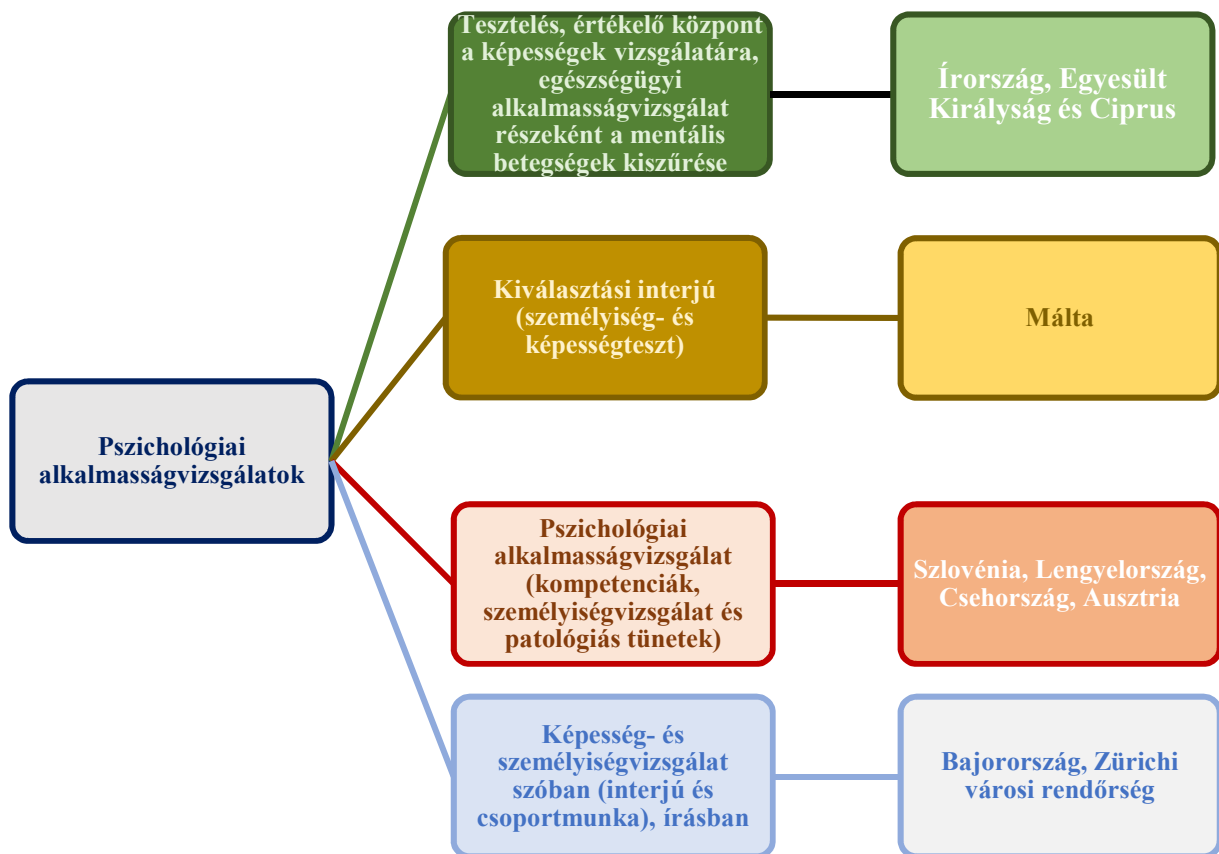 Tesztelés, értékelő központ
a képességek vizsgálatára,
egészségügyi
alkalmasságvizsgálat
részeként a mentális
betegségek kiszűrése
Írország, Egyesült
Királyság és Ciprus
Kiválasztási interjú
(személyiség- és
képességteszt)
Málta
Pszichológiai
alkalmasságvizsgálatok
Pszichológiai
alkalmasságvizsgálat
(kompetenciák,
személyiségvizsgálat és
patológiás tünetek)
Szlovénia, Lengyelország,
Csehország, Ausztria
Képesség- és
személyiségvizsgálat
szóban (interjú és
csoportmunka), írásban
Bajorország, Zürichi
városi rendőrség